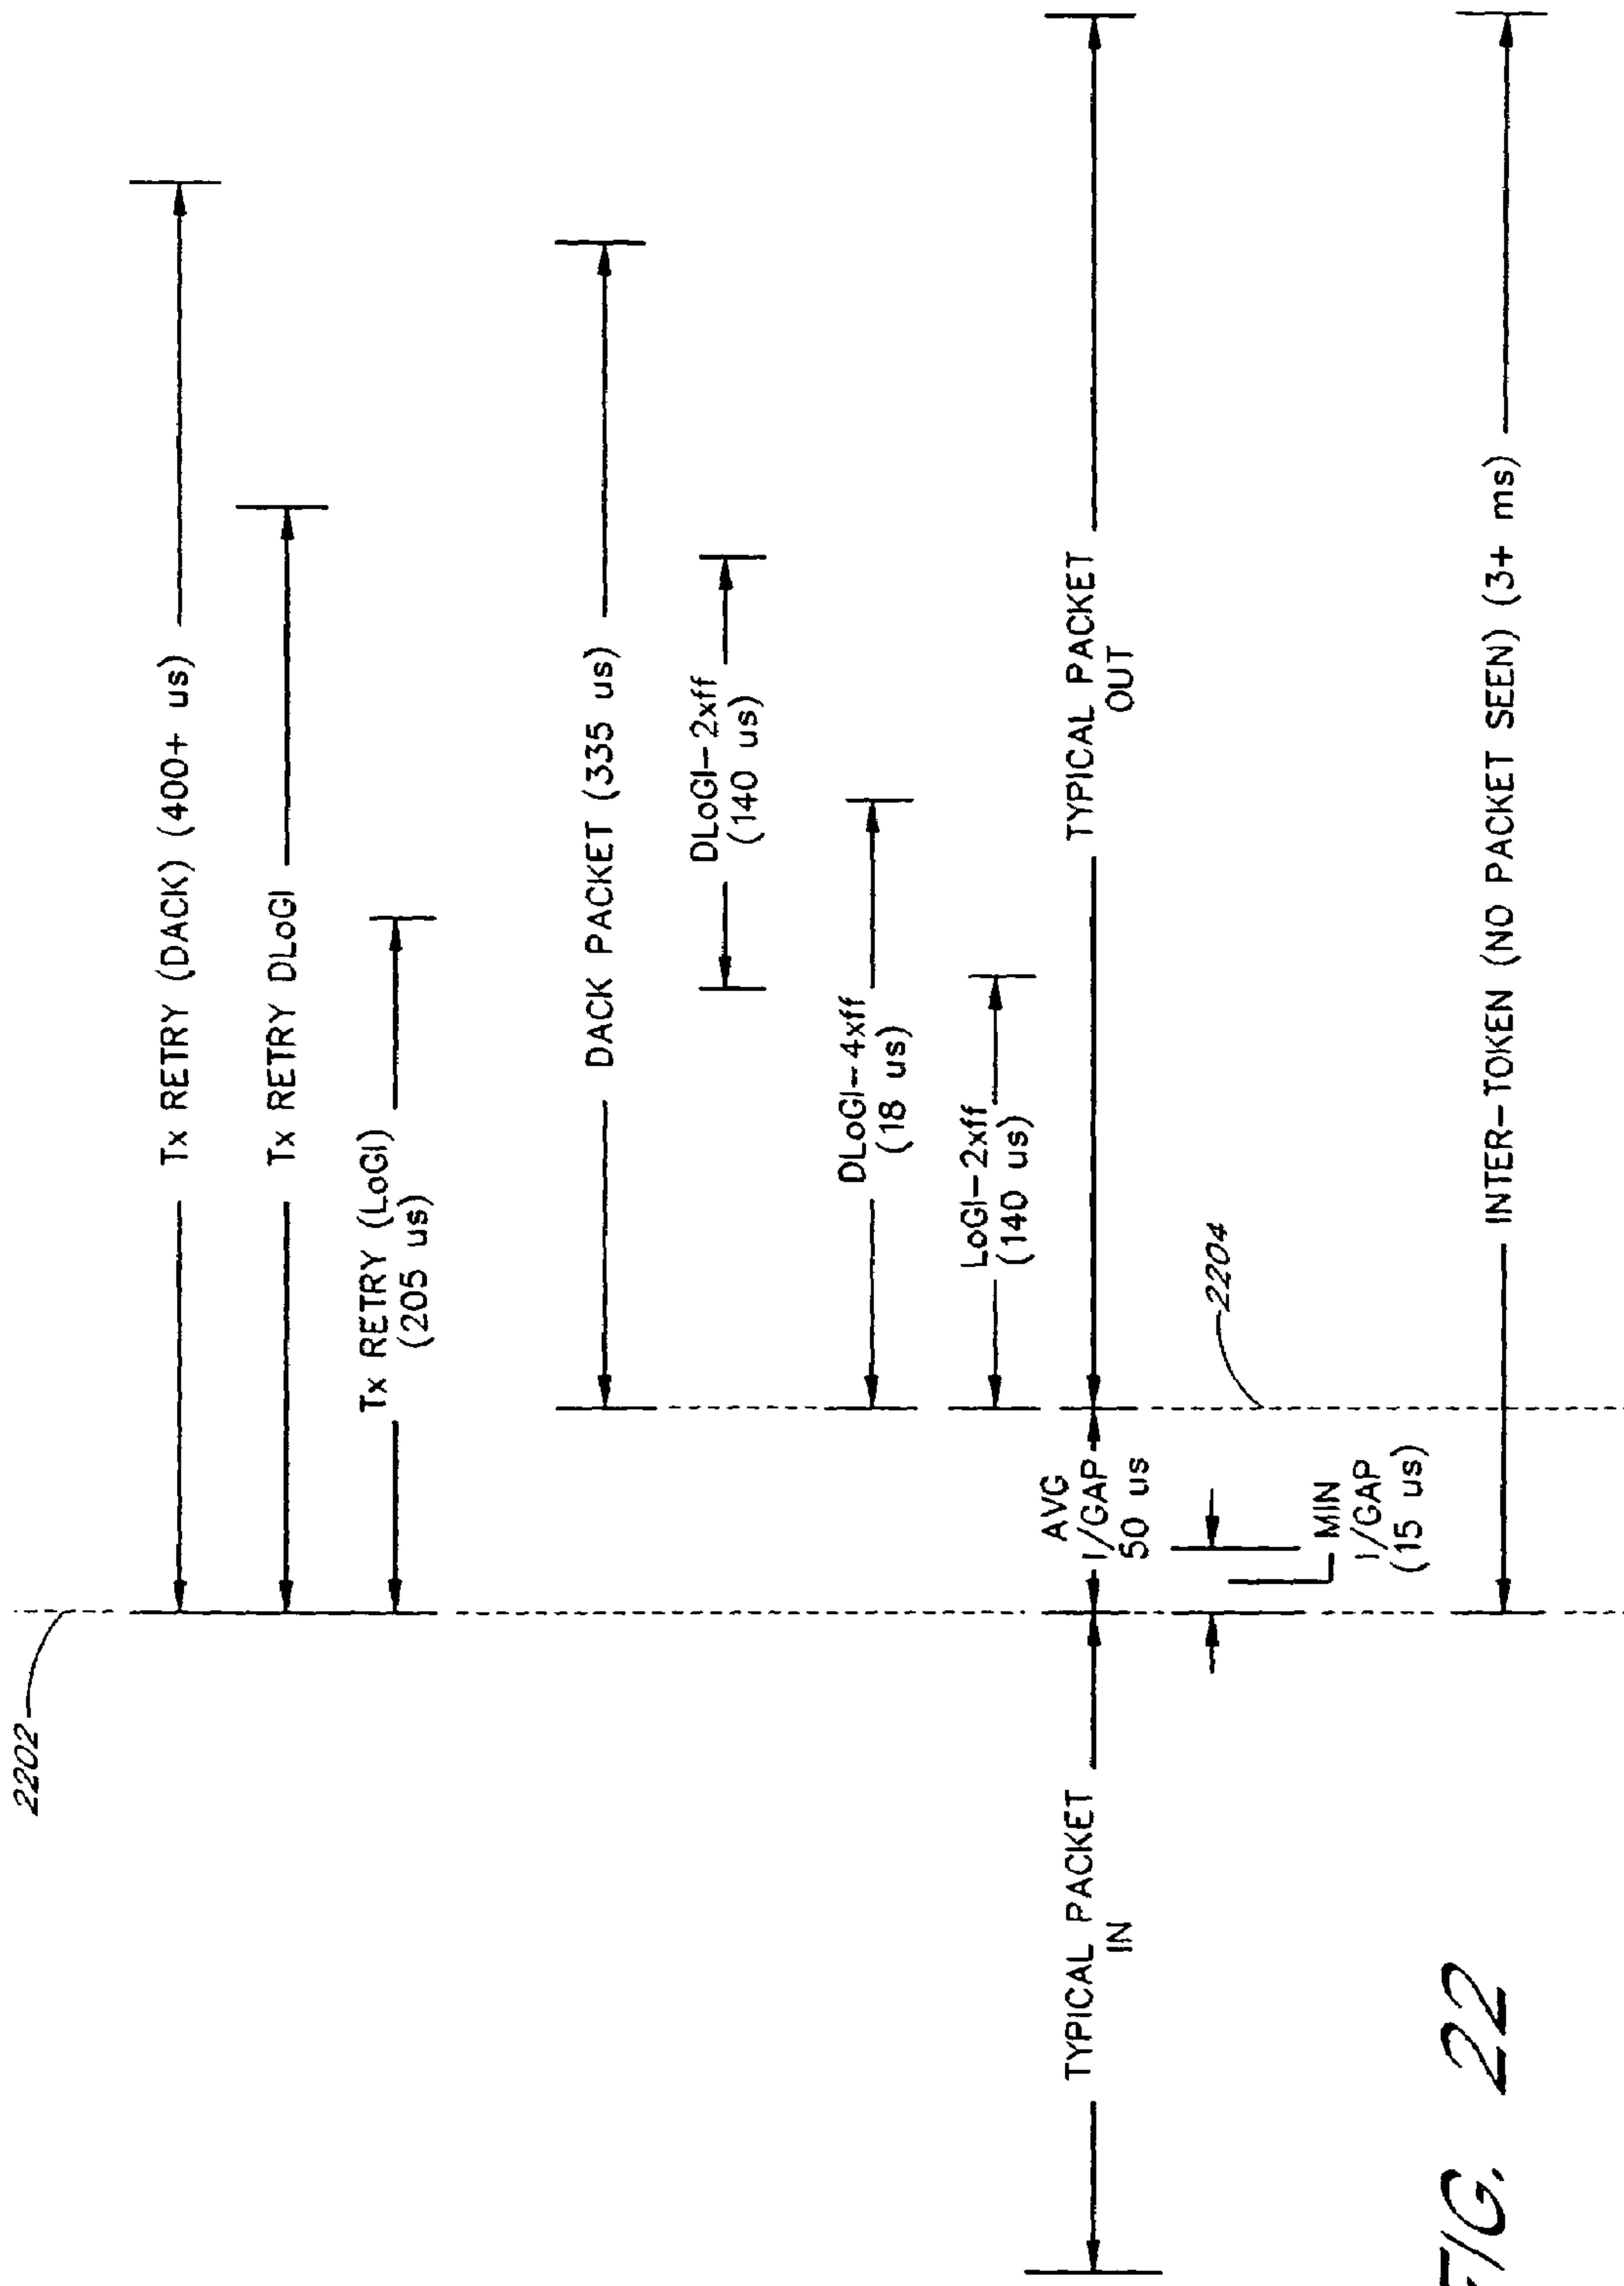 2202
Tx RETRY (DACK) (400+ us)
Tx RETRY DLoGI
Tx RETRY (LoGI)
(205 us)
DACK PACKET (335 us)
DLoGI-2xff
(140 us)
DLoGI-4xff
(18 us)
LoGI-2xff
(140 us)
TYPICAL PACKET
IN
AVG
I/GAP
50 us
TYPICAL PACKET
OUT
MIN
I/GAP
(15 us)
2204
INTER-TOKEN (NO PACKET SEEN) (3+ ms)
FIG. 22